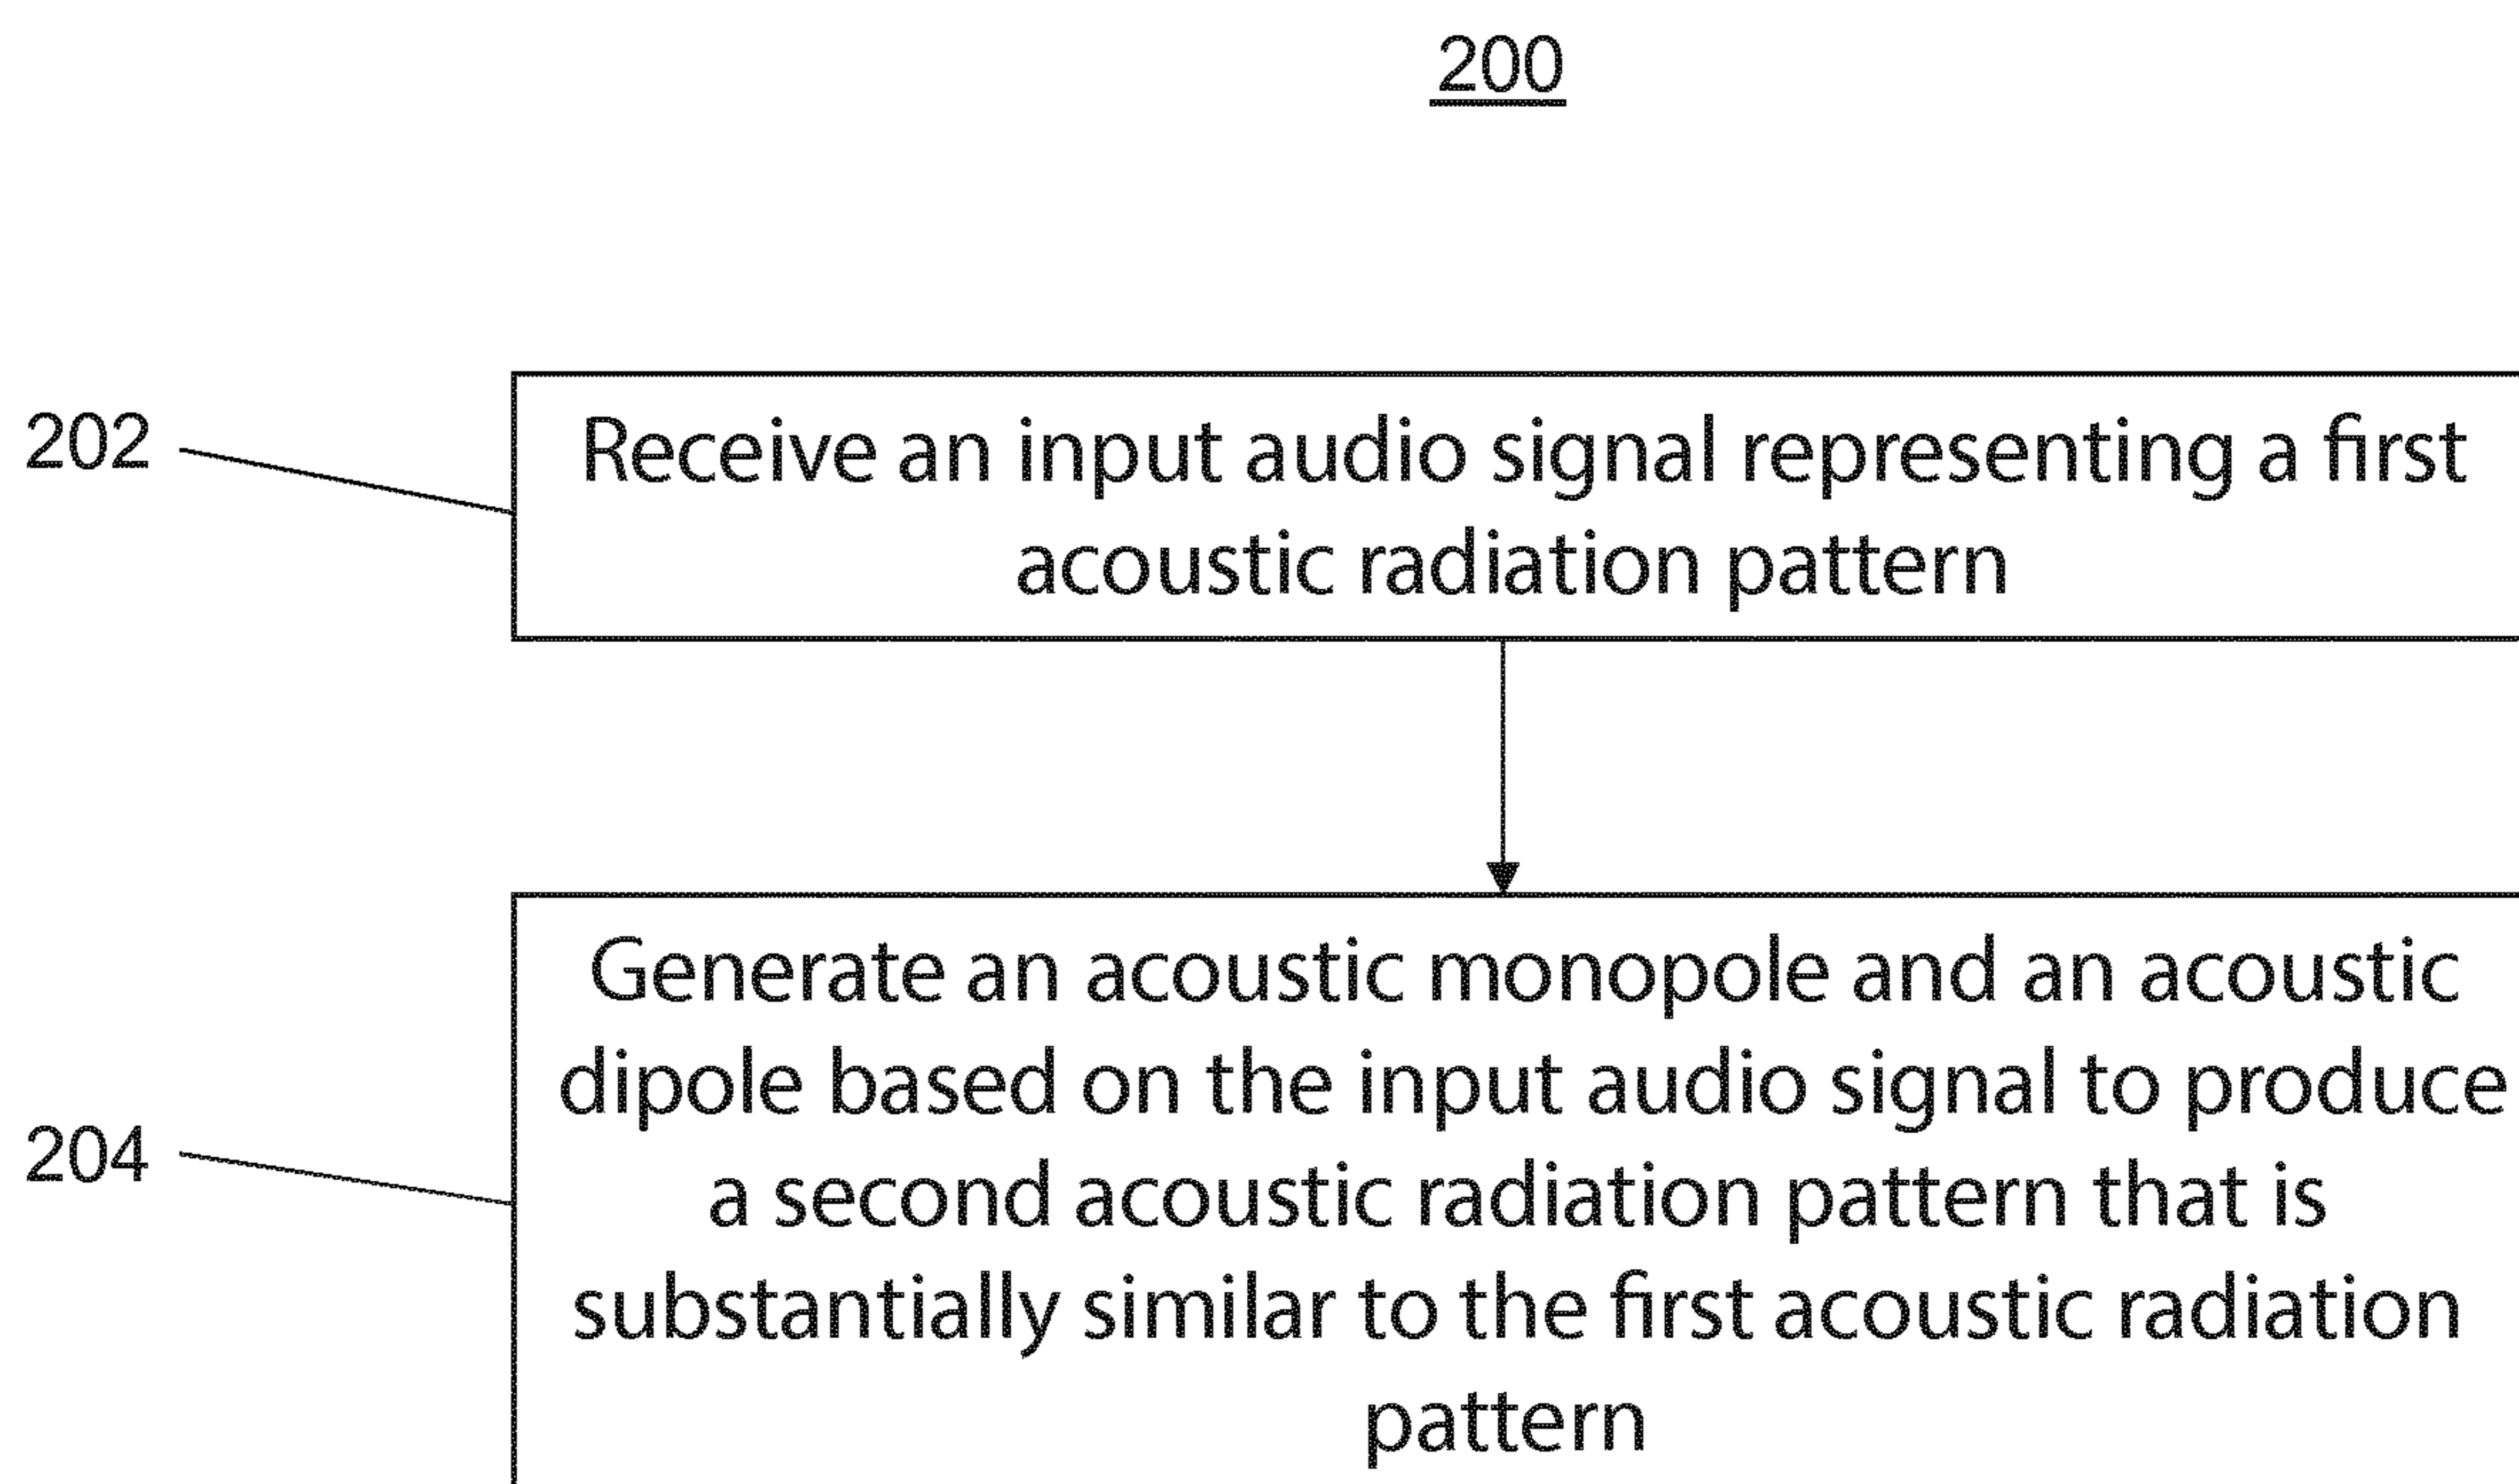 200
202
Receive an input audio signal representing a first
acoustic radiation pattern
204
Generate an acoustic monopole and an acoustic
dipole based on the input audio signal to produce
a second acoustic radiation pattern that is
substantially similar to the first acoustic radiation
pattern